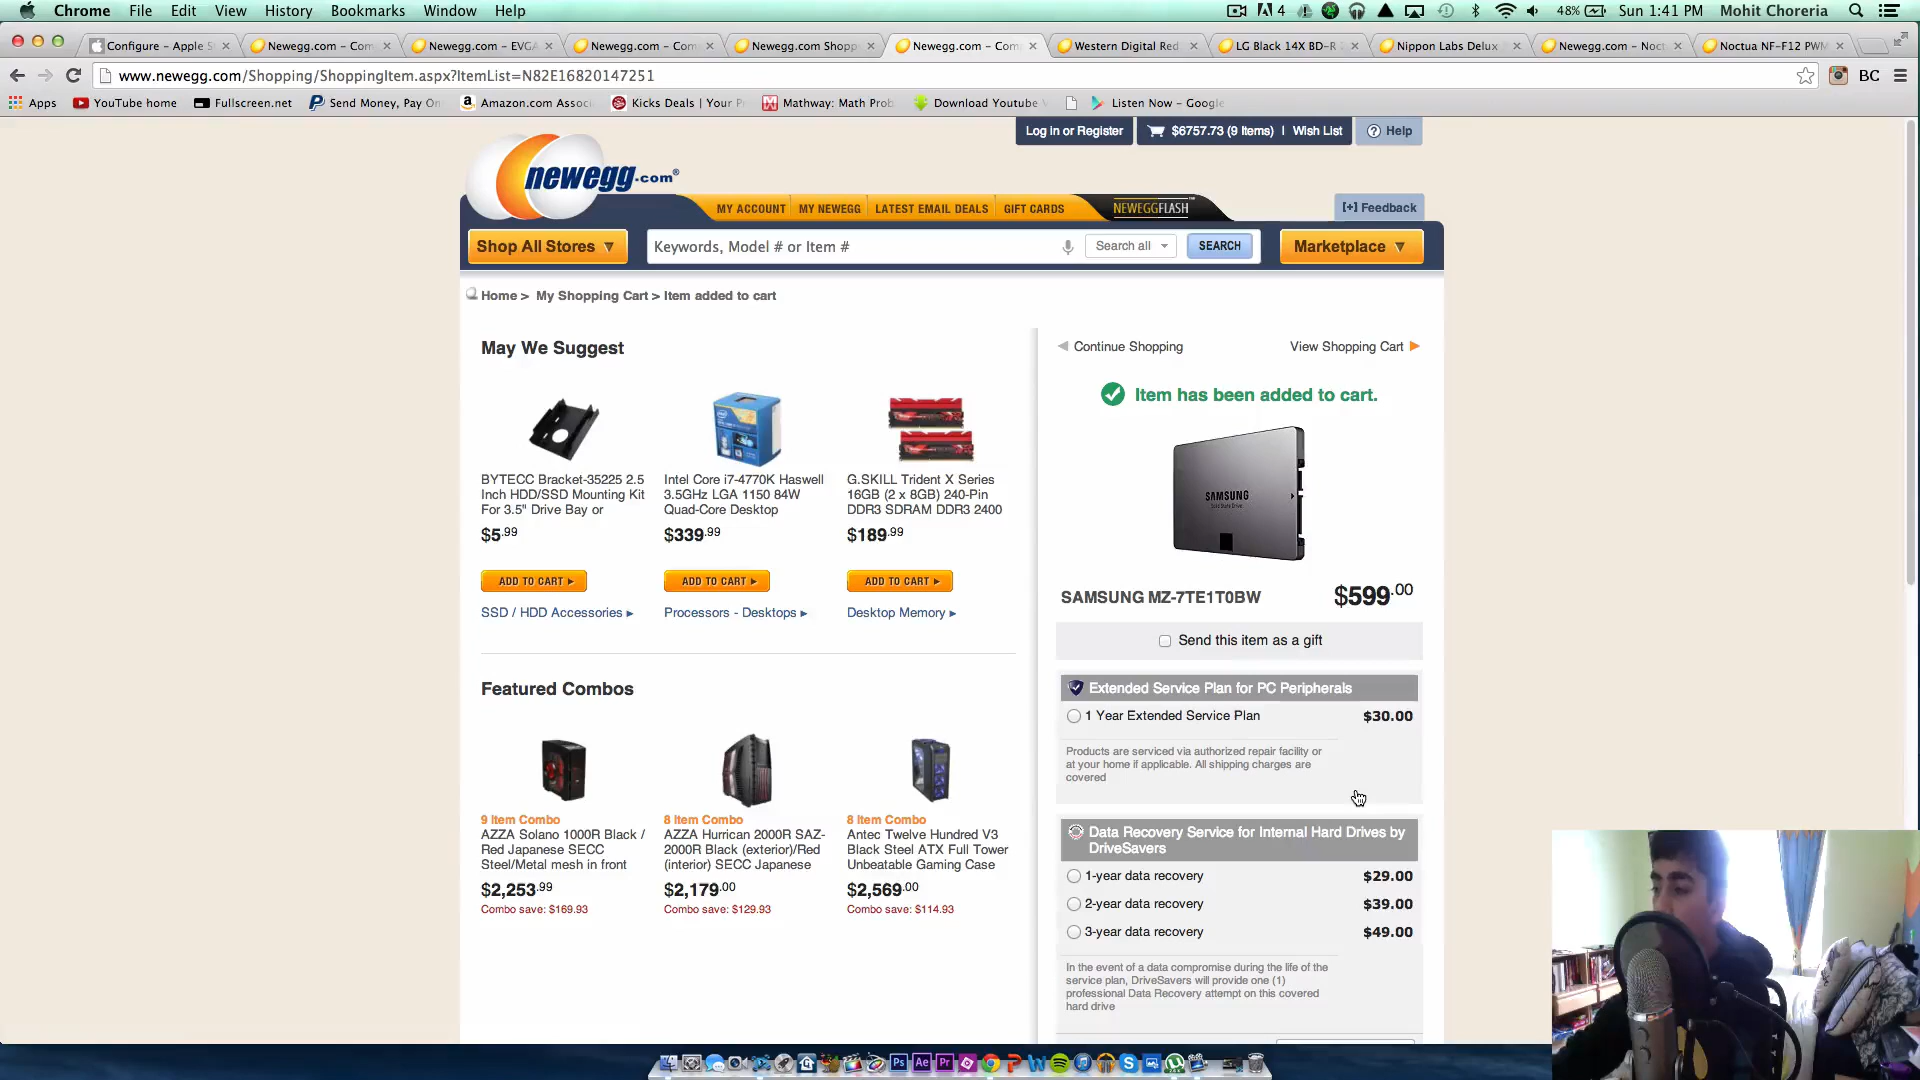 Chrome File Edit View History Bookmarks Window Help 4 48% Sun 1:41 PM Mohit Choreria
Configure – Apple S Newegg.com – Com Newegg.com – EVGA Newegg.com – Com Newegg.com Shopp Newegg.com – Com Western Digital Red LG Black 14X BD-R Nippon Labs Delux Newegg.com – Noct Noctua NF-F12 PWM
www.newegg.com/Shopping/ShoppingItem.aspx?ItemList=N82E16820147251 BC
Apps YouTube home Fullscreen.net Send Money, Pay On Amazon.com Assoc Kicks Deals | Your P Mathway: Math Prob Download Youtube Listen Now – Google
Log in or Register $6757.73 (9 Items) | Wish List Help
newegg.com
MY ACCOUNT MY NEWEGG LATEST EMAIL DEALS GIFT CARDS NEWEGGFLASH [+] Feedback
Shop All Stores Keywords, Model # or Item # Search all SEARCH Marketplace
Home > My Shopping Cart > Item added to cart
May We Suggest
BYTECC Bracket-35225 2.5
Inch HDD/SSD Mounting Kit
For 3.5" Drive Bay or
$5.99
ADD TO CART
SSD / HDD Accessories
Intel Core i7-4770K Haswell
3.5GHz LGA 1150 84W
Quad-Core Desktop
$339.99
ADD TO CART
Processors - Desktops
G.SKILL Trident X Series
16GB (2 x 8GB) 240-Pin
DDR3 SDRAM DDR3 2400
$189.99
ADD TO CART
Desktop Memory
Featured Combos
9 Item Combo
AZZA Solano 1000R Black /
Red Japanese SECC
Steel/Metal mesh in front
$2,253.99
Combo save: $169.93
8 Item Combo
AZZA Hurrican 2000R SAZ-
2000R Black (exterior)/Red
(interior) SECC Japanese
$2,179.00
Combo save: $129.93
8 Item Combo
Antec Twelve Hundred V3
Black Steel ATX Full Tower
Unbeatable Gaming Case
$2,569.00
Combo save: $114.93
Continue Shopping View Shopping Cart
Item has been added to cart.
SAMSUNG
SAMSUNG MZ-7TE1T0BW $599.00
Send this item as a gift
Extended Service Plan for PC Peripherals
1 Year Extended Service Plan $30.00
Products are serviced via authorized repair facility or
at your home if applicable. All shipping charges are
covered
Data Recovery Service for Internal Hard Drives by
DriveSavers
1-year data recovery $29.00
2-year data recovery $39.00
3-year data recovery $49.00
In the event of a data compromise during the life of the
service plan, DriveSavers will provide one (1)
professional Data Recovery attempt on this covered
hard drive
Ps Ae Pr